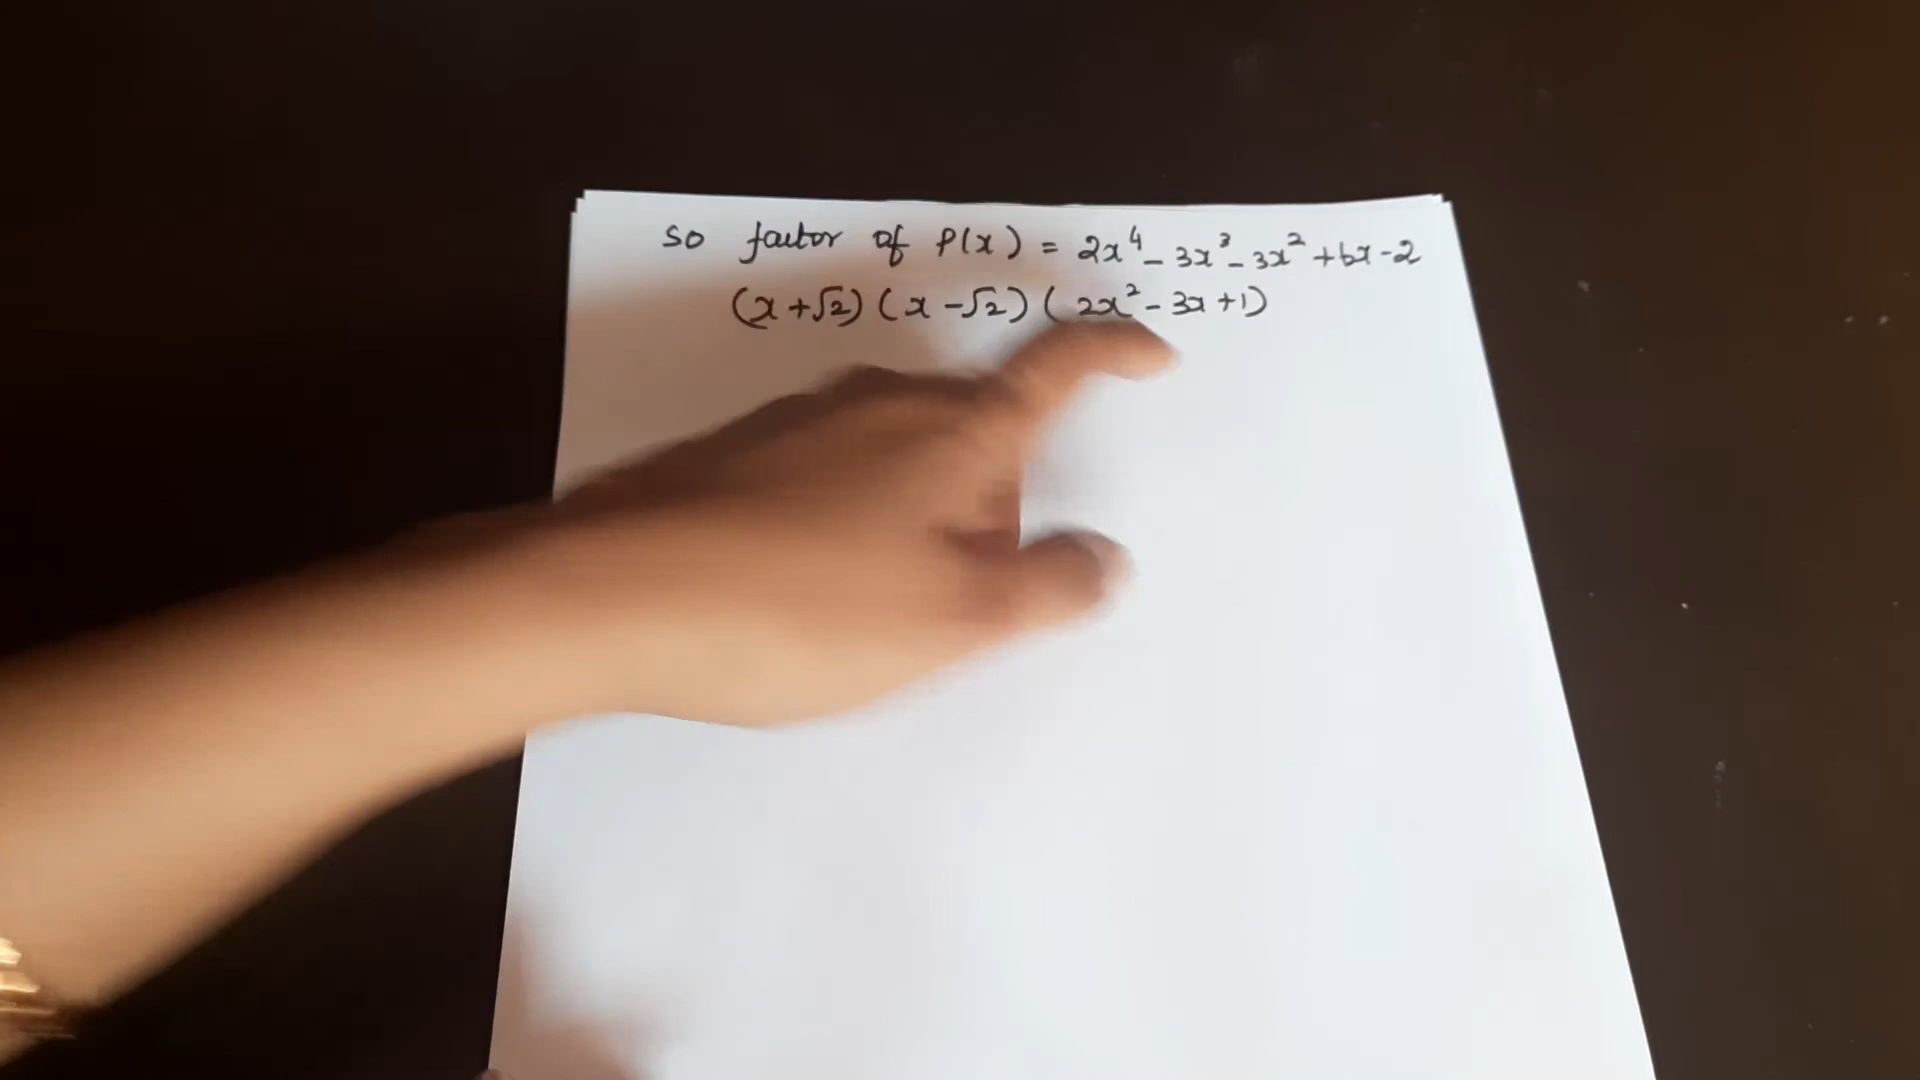 so factor of P(x) = 2x⁴ - 3x³ - 3x² + 6x - 2
(x + √2) (x - √2) (2x² - 3x + 1)